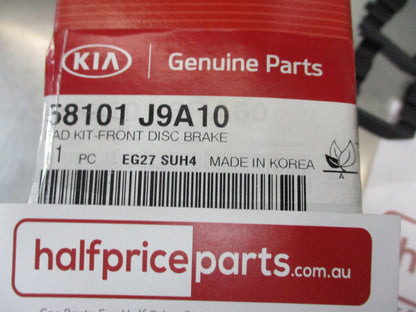 KIA Genuine Parts
58101 J9A10
PAD KIT-FRONT DISC BRAKE
1 PC EG27 SUH4 MADE IN KOREA
A
halfpriceparts.com.au